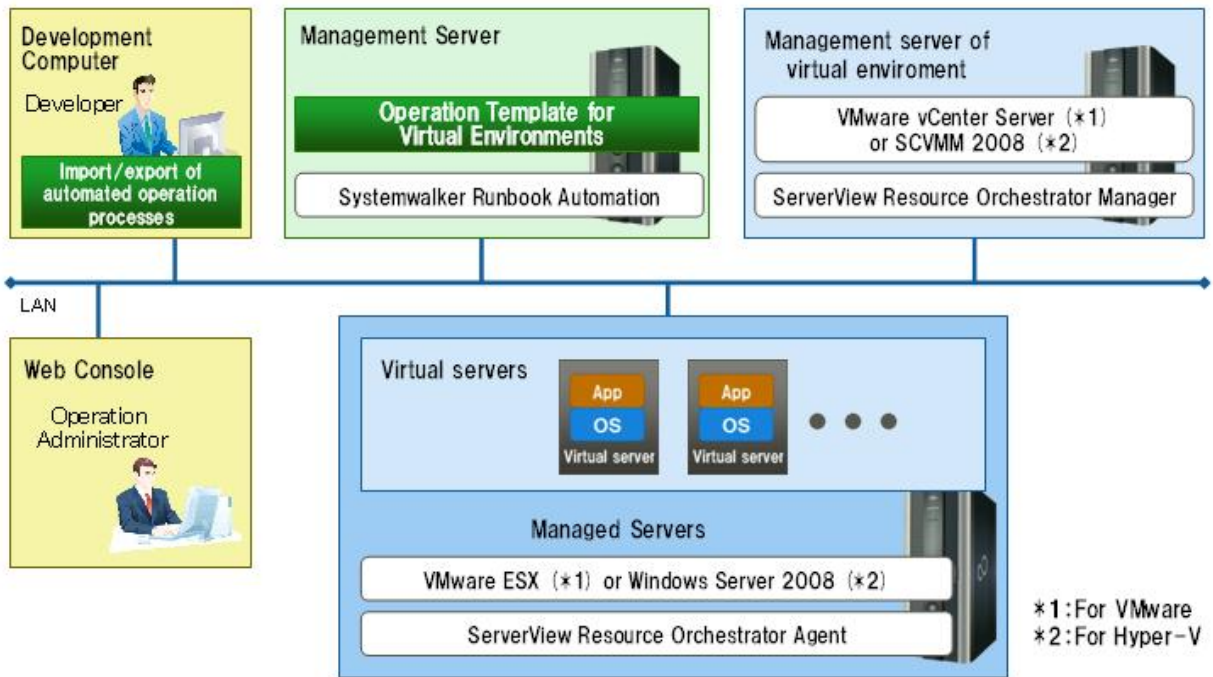 Development
Computer
Developer
Import/export of
automated operation
processes
Management Server
Operation Template for
Virtual Environments
Systemwalker Runbook Automation
Management server of
virtual enviroment
VMware vCenter Server (*1)
or SCVMM 2008 (*2)
ServerView Resource Orchestrator Manager
LAN
Web Console
Operation
Administrator
Virtual servers
App
OS
Virtual server
App
OS
Virtual server
Managed Servers
VMware ESX (*1) or Windows Server 2008 (*2)
ServerView Resource Orchestrator Agent
*1:For VMware
*2:For Hyper-V